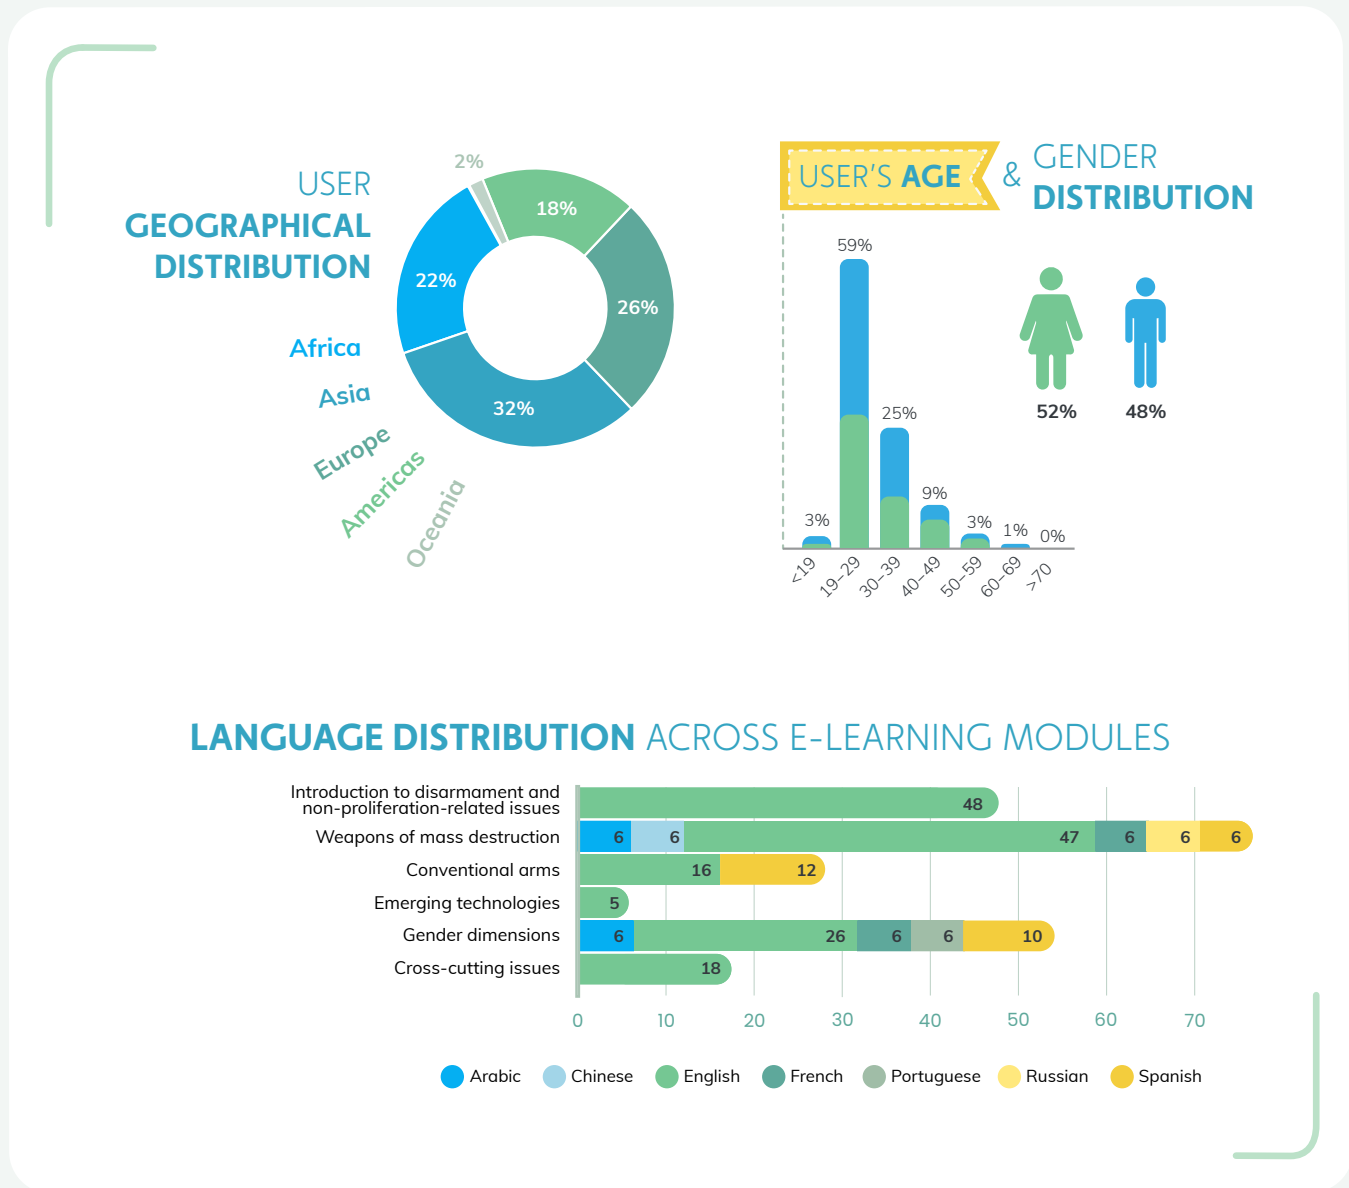 USER
GEOGRAPHICAL
DISTRIBUTION
2%
18%
22%
26%
32%
Africa
Asia
Europe
Americas
Oceania
USER'S AGE
&
GENDER
DISTRIBUTION
59%
25%
9%
3%
3%
1%
0%
<19
19–29
30–39
40–49
50–59
60–69
>70
52%
48%
LANGUAGE DISTRIBUTION ACROSS E-LEARNING MODULES
Introduction to disarmament and
non-proliferation-related issues
48
Weapons of mass destruction
6 6 47 6 6 6
Conventional arms
16 12
Emerging technologies
5
Gender dimensions
6 26 6 6 10
Cross-cutting issues
18
0 10 20 30 40 50 60 70
Arabic Chinese English French Portuguese Russian Spanish